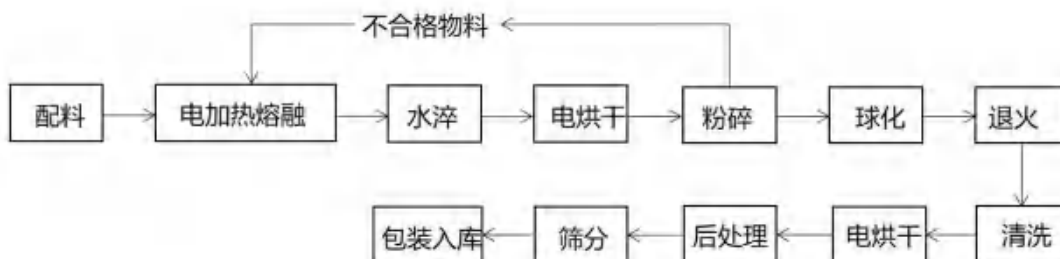 不合格物料
配料
电加热熔融
水淬
电烘干
粉碎
球化
退火
包装入库
筛分
后处理
电烘干
清洗